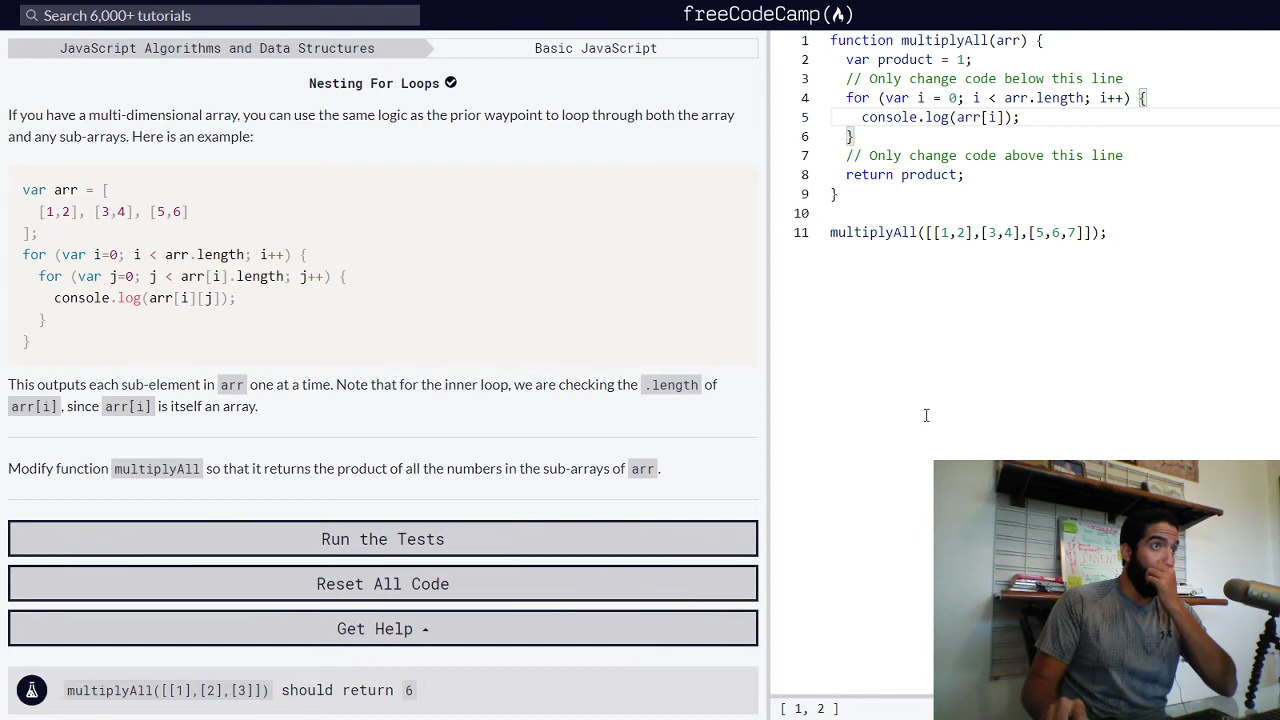 Search 6,000+ tutorials
freeCodeCamp
JavaScript Algorithms and Data Structures
Basic JavaScript
Nesting For Loops
If you have a multi-dimensional array, you can use the same logic as the prior waypoint to loop through both the array
and any sub-arrays. Here is an example:
var arr = [
[1,2], [3,4], [5,6]
];
for (var i=0; i < arr.length; i++) {
for (var j=0; j < arr[i].length; j++) {
console.log(arr[i][j]);
}
}
This outputs each sub-element in arr one at a time. Note that for the inner loop, we are checking the .length of
arr[i], since arr[i] is itself an array.
Modify function multiplyAll so that it returns the product of all the numbers in the sub-arrays of arr.
Run the Tests
Reset All Code
Get Help
multiplyAll([[1],[2],[3]]) should return 6
1 function multiplyAll(arr) {
2 var product = 1;
3 // Only change code below this line
4 for (var i = 0; i < arr.length; i++) {
5 console.log(arr[i]);
6 }
7 // Only change code above this line
8 return product;
9 }
10
11 multiplyAll([[1,2],[3,4],[5,6,7]]);
[ 1, 2 ]